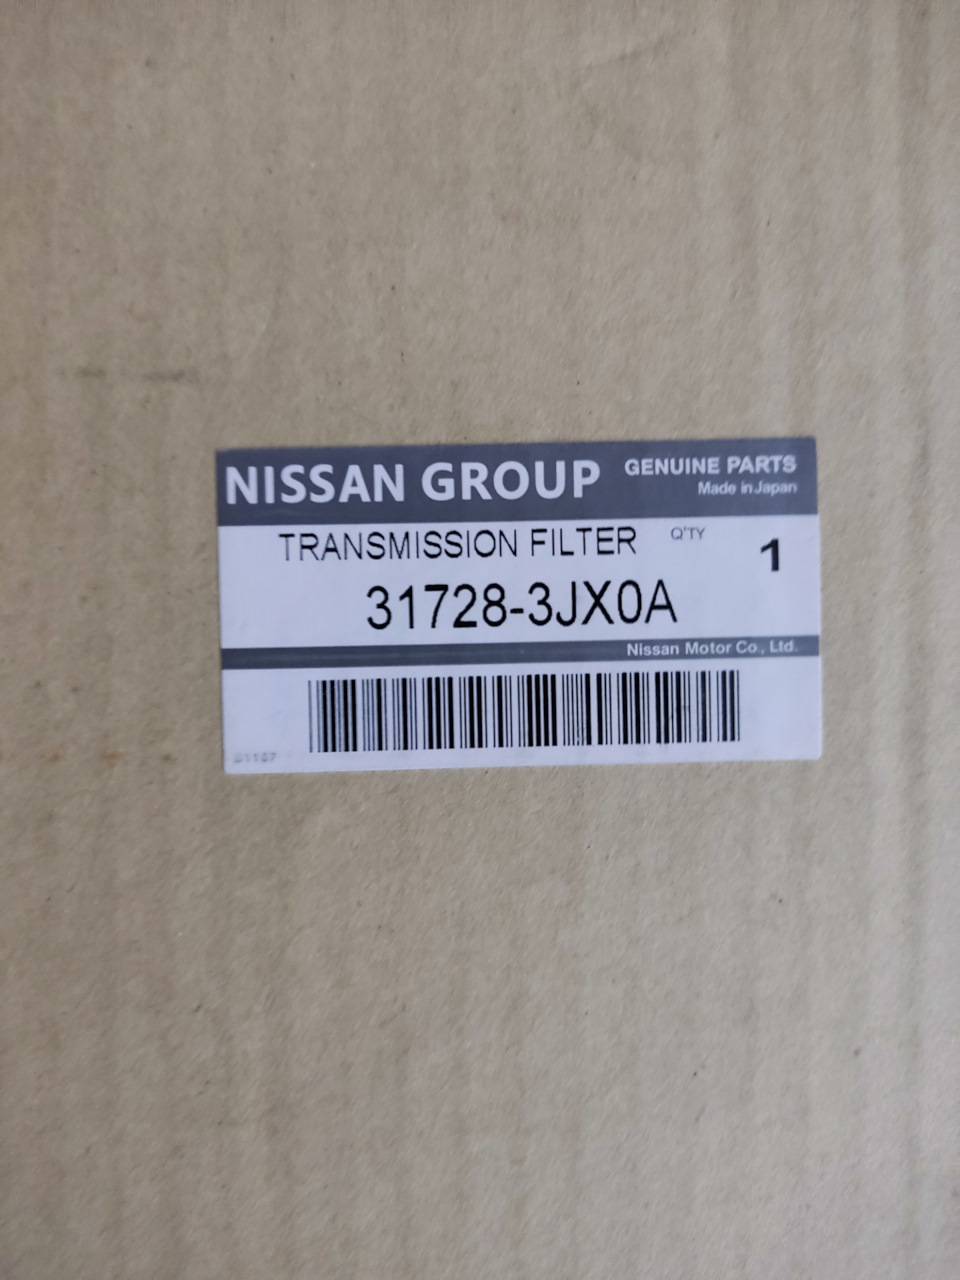 NISSAN GROUP
GENUINE PARTS
Made in Japan
TRANSMISSION FILTER
Q'TY
1
31728-3JX0A
Nissan Motor Co., Ltd.